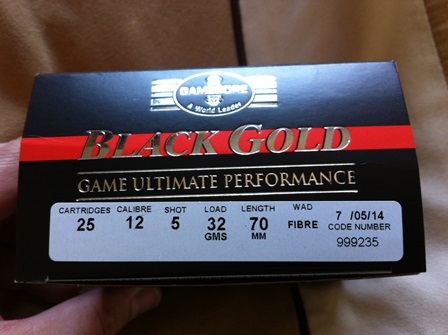 GAMEBORE
A World Leader
BLACK GOLD
GAME ULTIMATE PERFORMANCE
CARTRIDGES CALIBRE SHOT LOAD LENGTH WAD 7 /05/14
25 12 5 32 70 FIBRE CODE NUMBER
GMS MM 999235